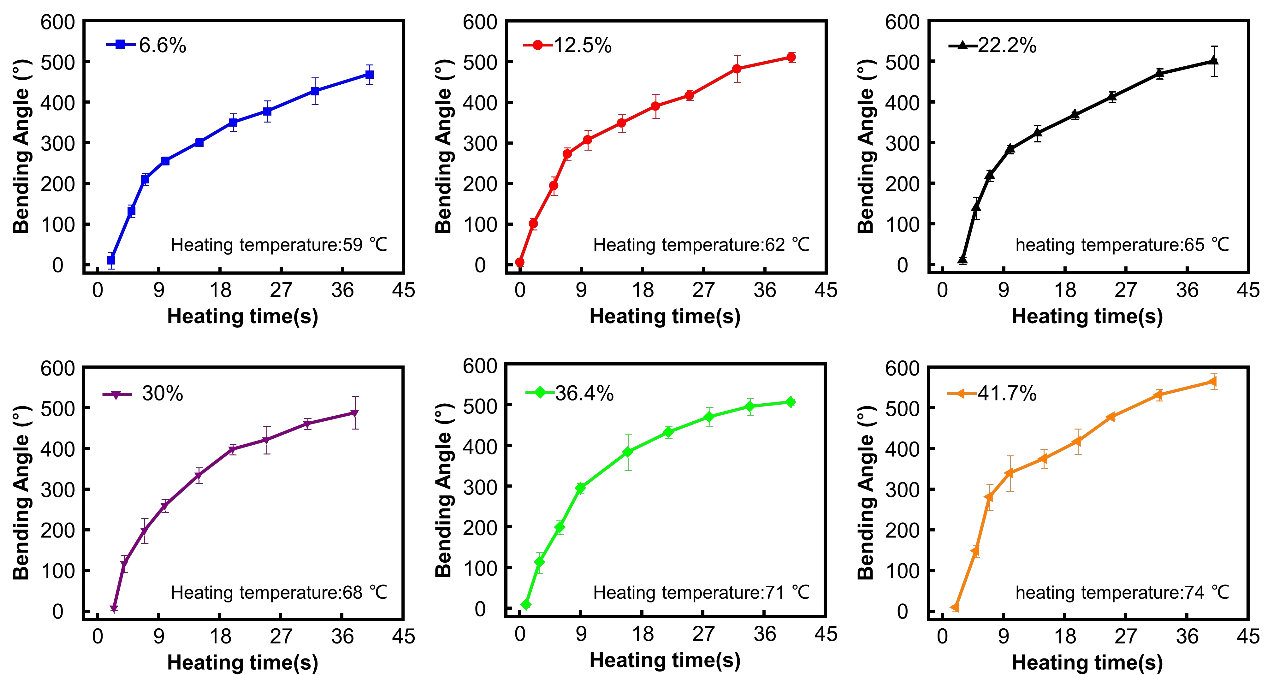 600
500
400
300
200
100
0
Bending Angle (°)
6.6%
Heating temperature:59 ℃
0 9 18 27 36 45
Heating time(s)
600
500
400
300
200
100
0
Bending Angle (°)
12.5%
Heating temperature:62 ℃
0 9 18 27 36 45
Heating time(s)
600
500
400
300
200
100
0
Bending Angle (°)
22.2%
heating temperature:65 ℃
0 9 18 27 36 45
Heating time(s)
600
500
400
300
200
100
0
Bending Angle (°)
30%
Heating temperature:68 ℃
0 9 18 27 36 45
Heating time(s)
600
500
400
300
200
100
0
Bending Angle (°)
36.4%
Heating temperature:71 ℃
0 9 18 27 36 45
Heating time(s)
600
500
400
300
200
100
0
Bending Angle (°)
41.7%
heating temperature:74 ℃
0 9 18 27 36 45
Heating time(s)